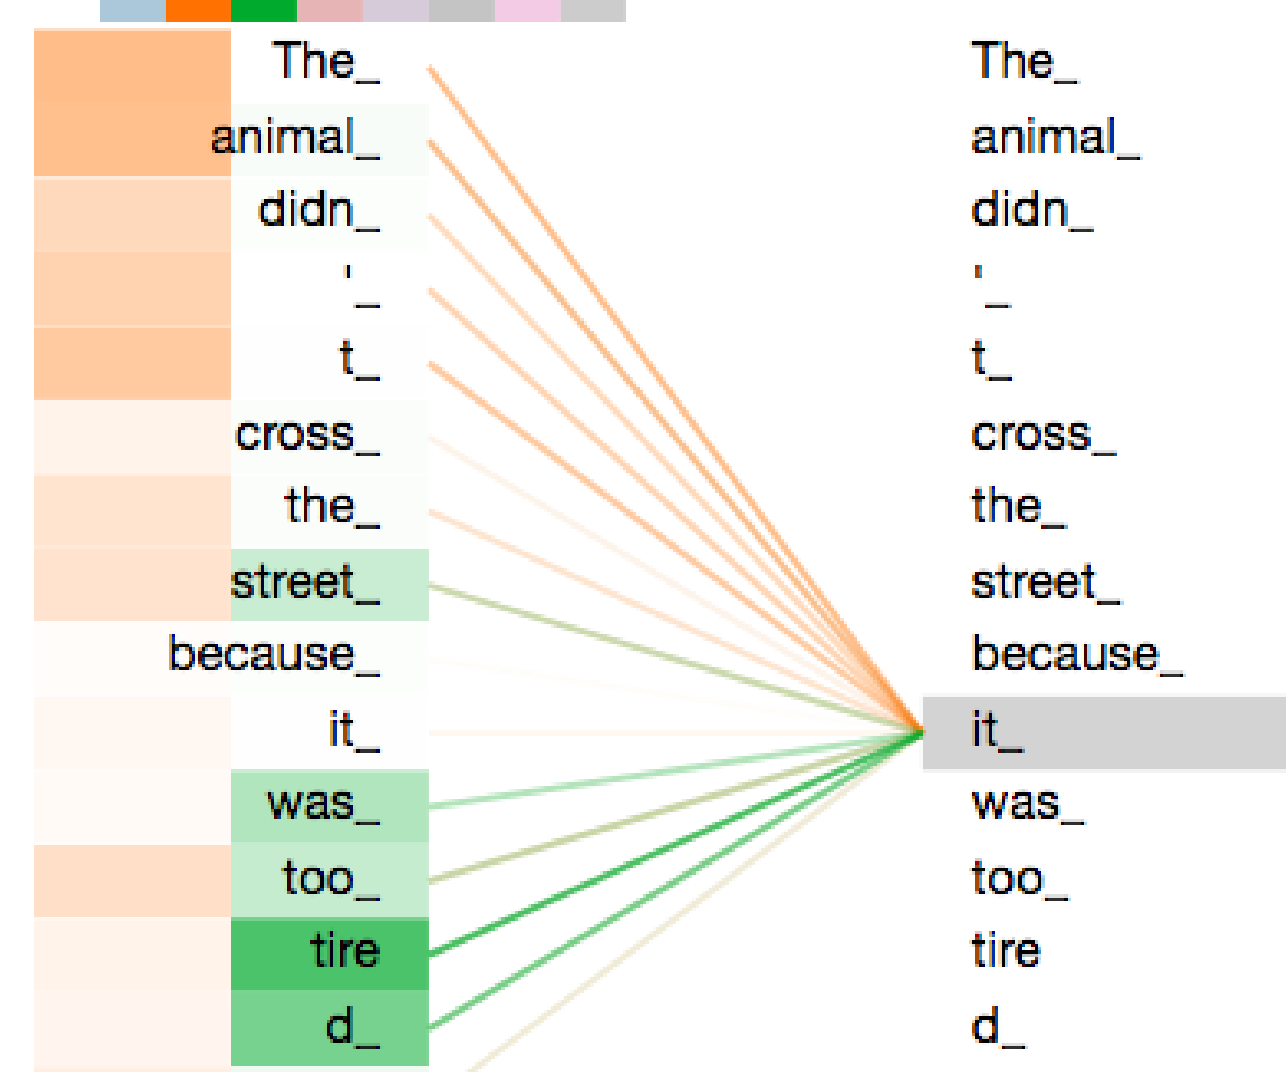 The_ The_
animal_ animal_
didn_ didn_
'_ '_
t_ t_
cross_ cross_
the_ the_
street_ street_
because_ because_
it_ it_
was_ was_
too_ too_
tire tire
d_ d_